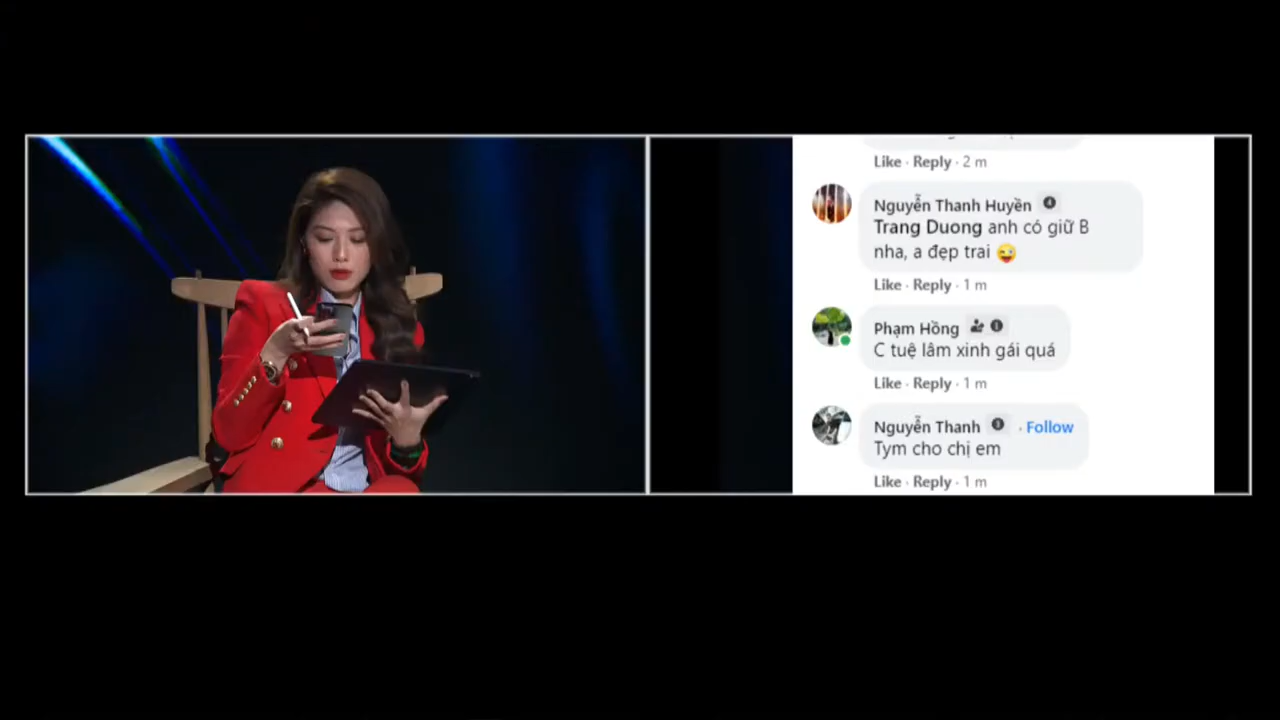 Like · Reply · 2 m
Nguyễn Thanh Huyền
Trang Duong anh có giữ B
nha, a đẹp trai 😜
Like · Reply · 1 m
Phạm Hồng
C tuệ lâm xinh gái quá
Like · Reply · 1 m
Nguyễn Thanh · Follow
Tym cho chị em
Like · Reply · 1 m